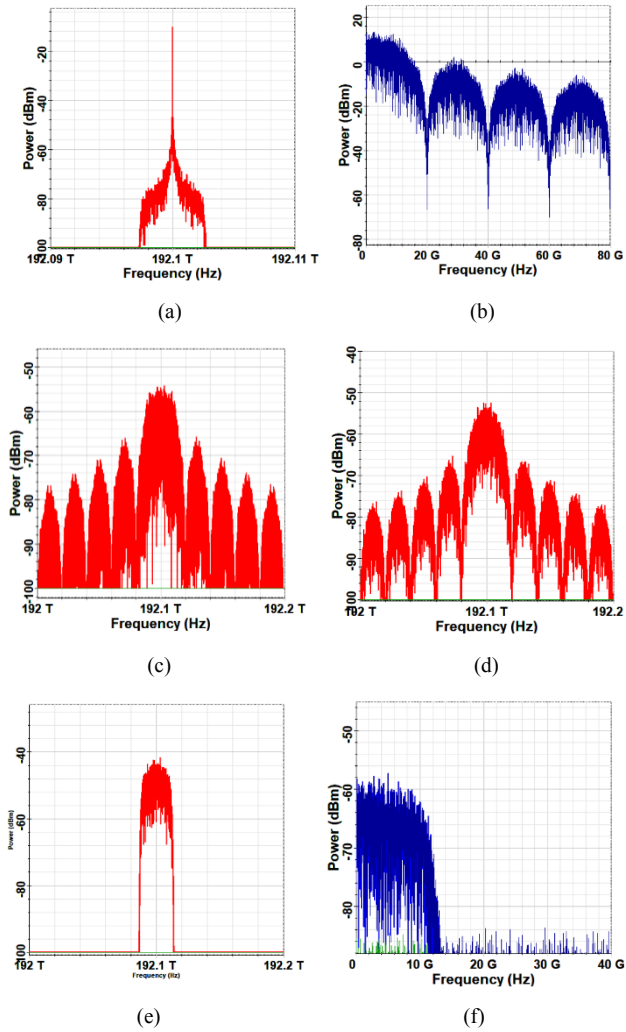 Power (dBm)
-20
-40
-60
-80
-100
192.09 T
192.1 T
192.11 T
Frequency (Hz)
(a)
Power (dBm)
20
0
-20
-40
-60
-80
0
20 G
40 G
60 G
80 G
Frequency (Hz)
(b)
Power (dBm)
-50
-60
-70
-80
-90
-100
192 T
192.1 T
192.2 T
Frequency (Hz)
(c)
Power (dBm)
-40
-50
-60
-70
-80
-90
192 T
192.1 T
192.2
Frequency (Hz)
(d)
Power (dBm)
-40
-60
-80
192 T
192.1 T
192.2 T
Frequency (Hz)
(e)
Power (dBm)
-50
-60
-70
-80
0
10 G
20 G
30 G
40 G
Frequency (Hz)
(f)